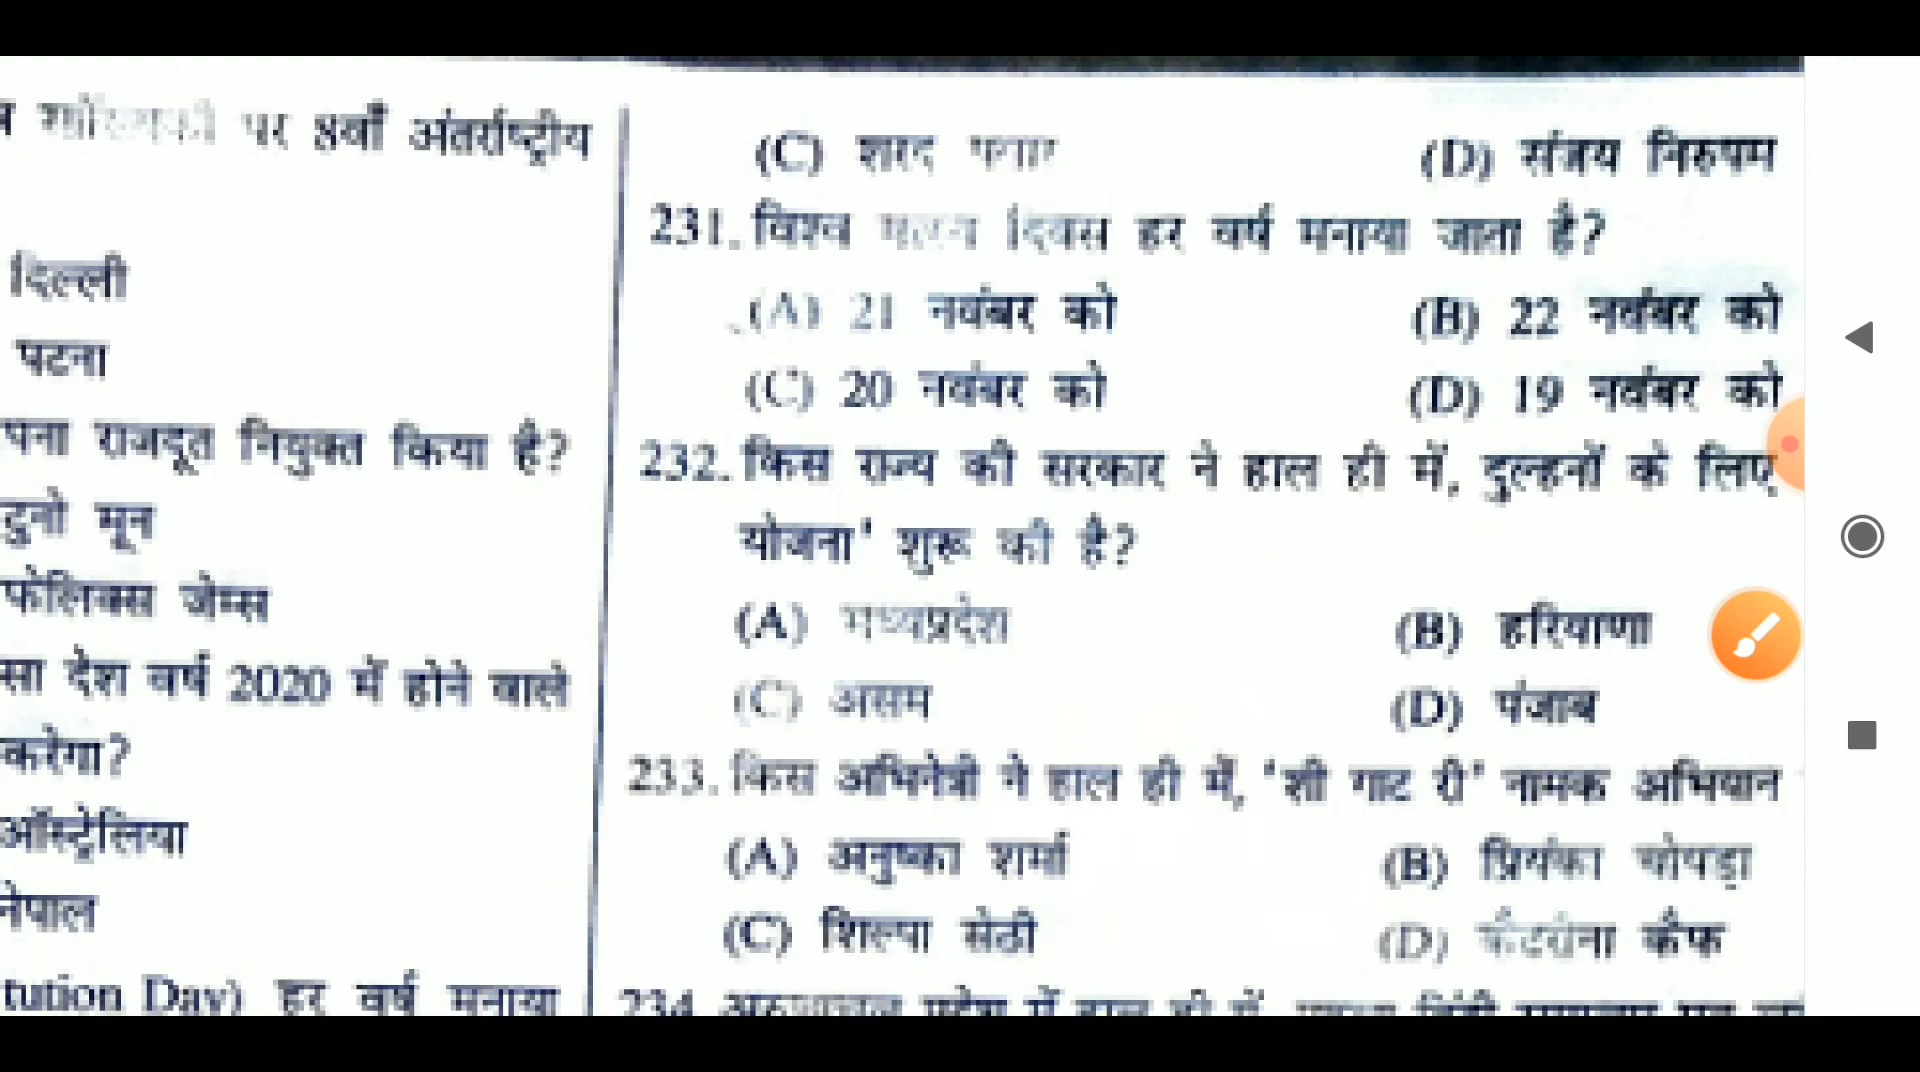 पर 8वाँ अंतर्राष्ट्रीय
दिल्ली
पटना
पना राजदूत नियुक्त किया है?
टुनो मून
फेलिक्स जेम्स
सा देश वर्ष 2020 में होने वाले
करेगा?
ऑस्ट्रेलिया
नेपाल
tution Day) हर वर्ष मनाया
(C) शरद (D) संजय निरुपम
231. विश्व दिवस हर वर्ष मनाया जाता है?
(A) 21 नवंबर को (B) 22 नवंबर को
(C) 20 नवंबर को (D) 19 नवंबर को
232. किस राज्य की सरकार ने हाल ही में, दुल्हनों के लिए
योजना' शुरू की है?
(A) मध्यप्रदेश (B) हरियाणा
(C) असम (D) पंजाब
233. किस अभिनेत्री ने हाल ही में, 'शी गाट री' नामक अभियान
(A) अनुष्का शर्मा (B) प्रियंका चोपड़ा
(C) शिल्पा सेठी (D) कैटरीना कैफ
234